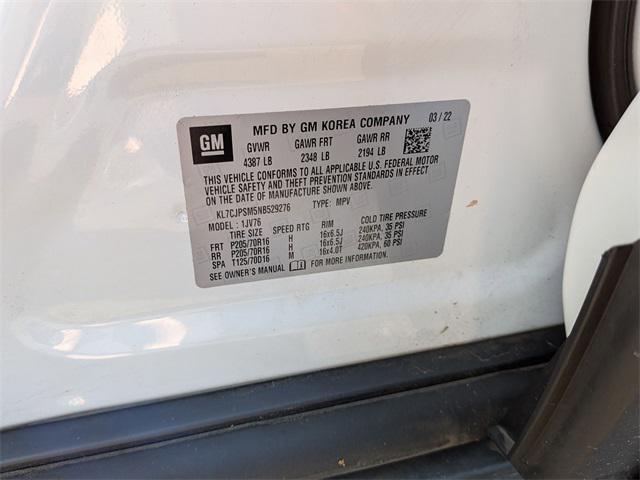 GM
MFD BY GM KOREA COMPANY 03 / 22
GVWR GAWR FRT GAWR RR
4387 LB 2348 LB 2194 LB
THIS VEHICLE CONFORMS TO ALL APPLICABLE U.S. FEDERAL MOTOR
VEHICLE SAFETY AND THEFT PREVENTION STANDARDS IN EFFECT
ON THE DATE OF MANUFACTURE SHOWN ABOVE.
KL7CJPSM5NB529276 TYPE: MPV
MODEL : 1JV76
TIRE SIZE SPEED RTG RIM COLD TIRE PRESSURE
FRT P205/70R16 H 16x6.5J 240KPA, 35 PSI
RR P205/70R16 H 16x6.5J 240KPA, 35 PSI
SPA T125/70D16 M 16x4.0T 420KPA, 60 PSI
SEE OWNER'S MANUAL FOR MORE INFORMATION.